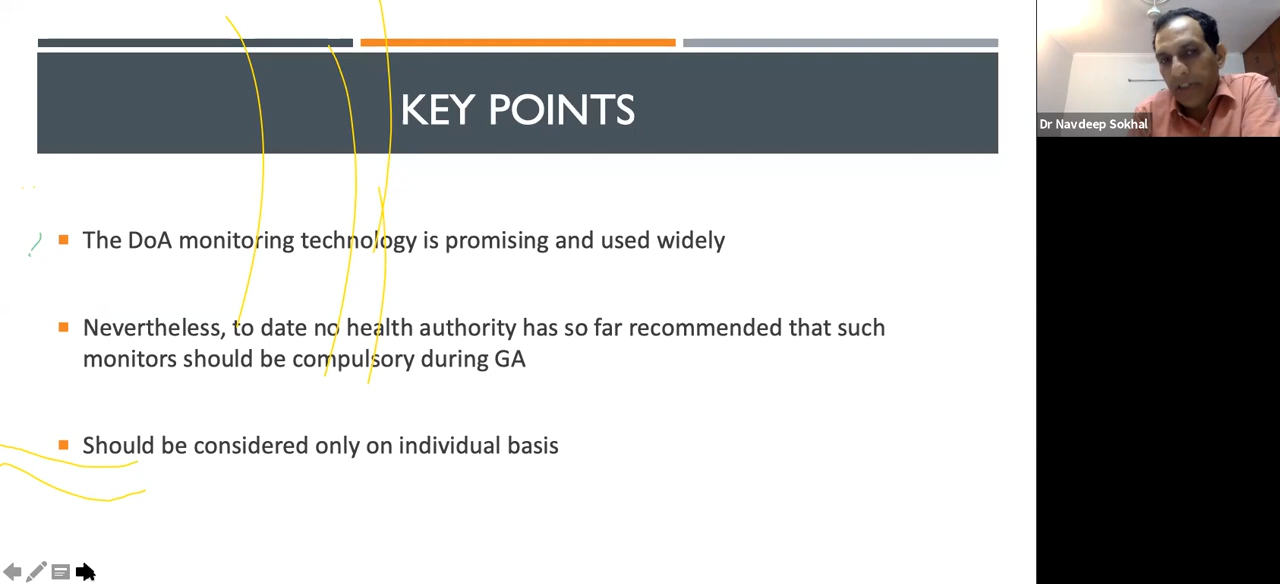 KEY POINTS
Dr Navdeep Sokhal
The DoA monitoring technology is promising and used widely
Nevertheless, to date no health authority has so far recommended that such
monitors should be compulsory during GA
Should be considered only on individual basis